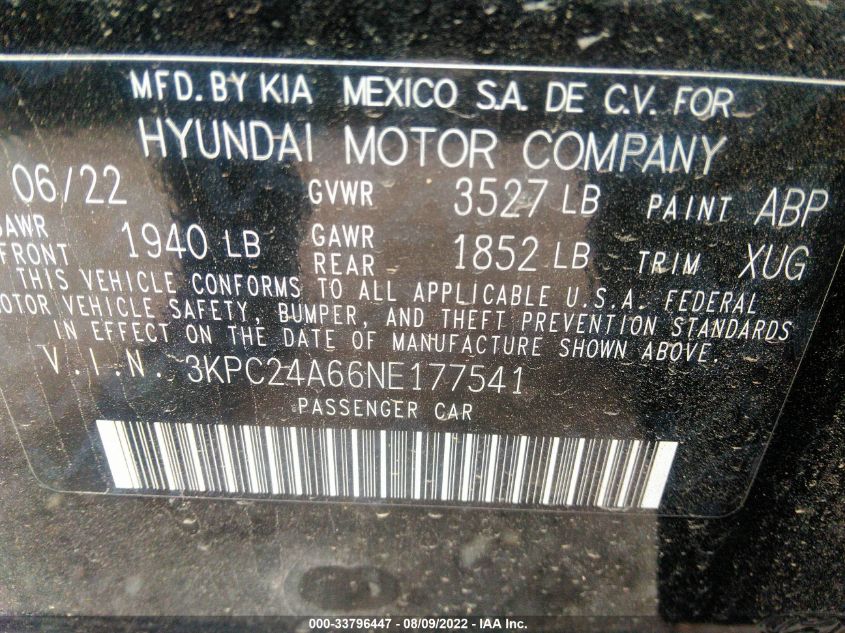 MFD. BY KIA MEXICO S.A. DE C.V. FOR
HYUNDAI MOTOR COMPANY
06/22 GVWR 3527 LB PAINT ABP
GAWR FRONT 1940 LB GAWR REAR 1852 LB TRIM XUG
THIS VEHICLE CONFORMS TO ALL APPLICABLE U.S.A. FEDERAL
MOTOR VEHICLE SAFETY, BUMPER, AND THEFT PREVENTION STANDARDS
IN EFFECT ON THE DATE OF MANUFACTURE SHOWN ABOVE.
V.I.N. 3KPC24A66NE177541
PASSENGER CAR
000-33796447 - 08/09/2022 - IAA Inc.